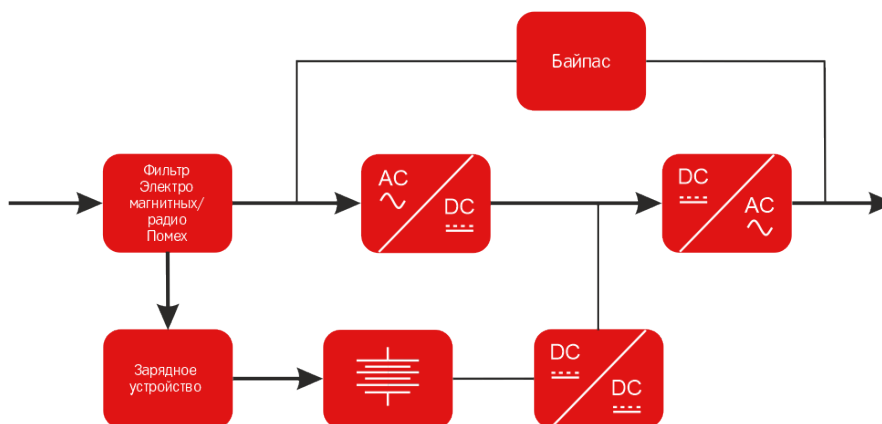 Байпас
Фильтр
Электро
магнитных/
радио
Помех
AC
DC
DC
AC
Зарядное
устройство
DC
DC